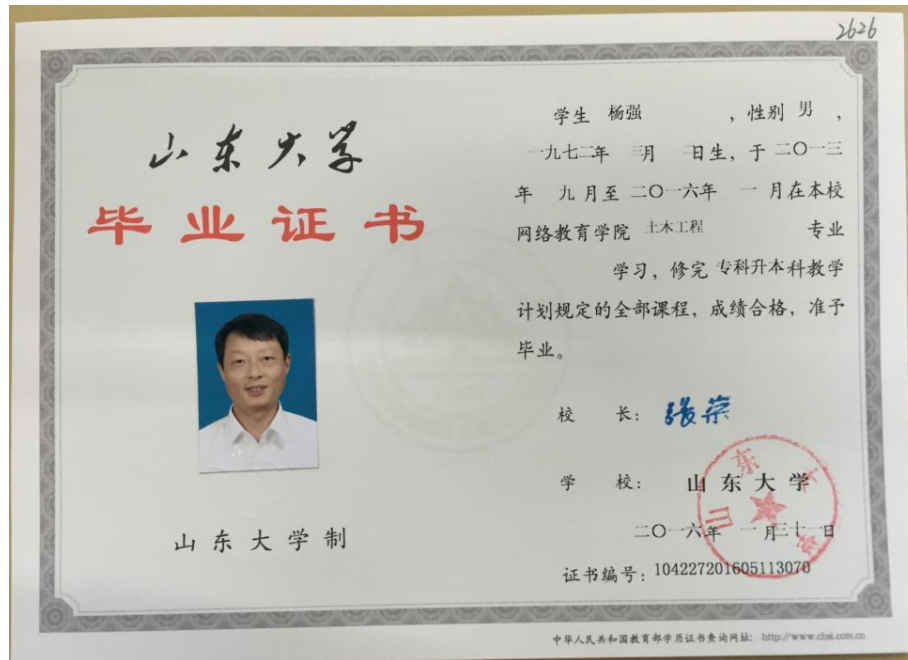 2626
山东大学
毕业证书
山东大学制
学生 杨强 ，性别 男 ，
一九七二年 三月 一日生，于二〇一三
年 九月至二〇一六年 一 月在本校
网络教育学院 土木工程 专业
学习，修完 专科升本科教学
计划规定的全部课程，成绩合格，准予
毕业。
校 长：
学 校： 山东大学
二〇一六年 一 月三十一日
证书编号：104227201605113070
中华人民共和国教育部学历证书查询网址：http://www.chsi.com.cn